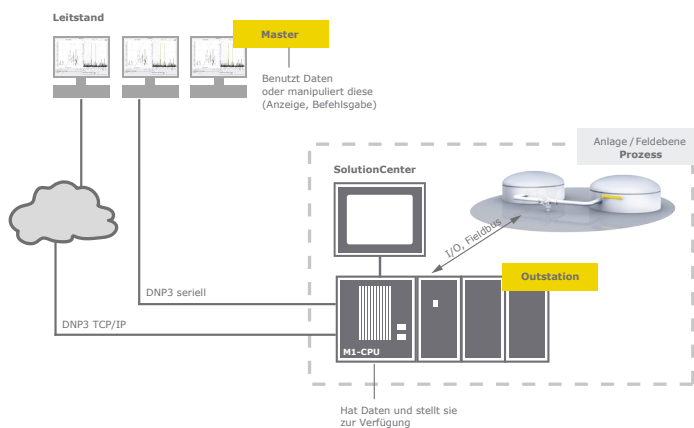 Leitstand
Master
Benutzt Daten
oder manipuliert diese
(Anzeige, Befehlsgabe)
Anlage / Feldebene
Prozess
SolutionCenter
I/O, Fieldbus
Outstation
DNP3 seriell
DNP3 TCP/IP
M1-CPU
Hat Daten und stellt sie
zur Verfügung